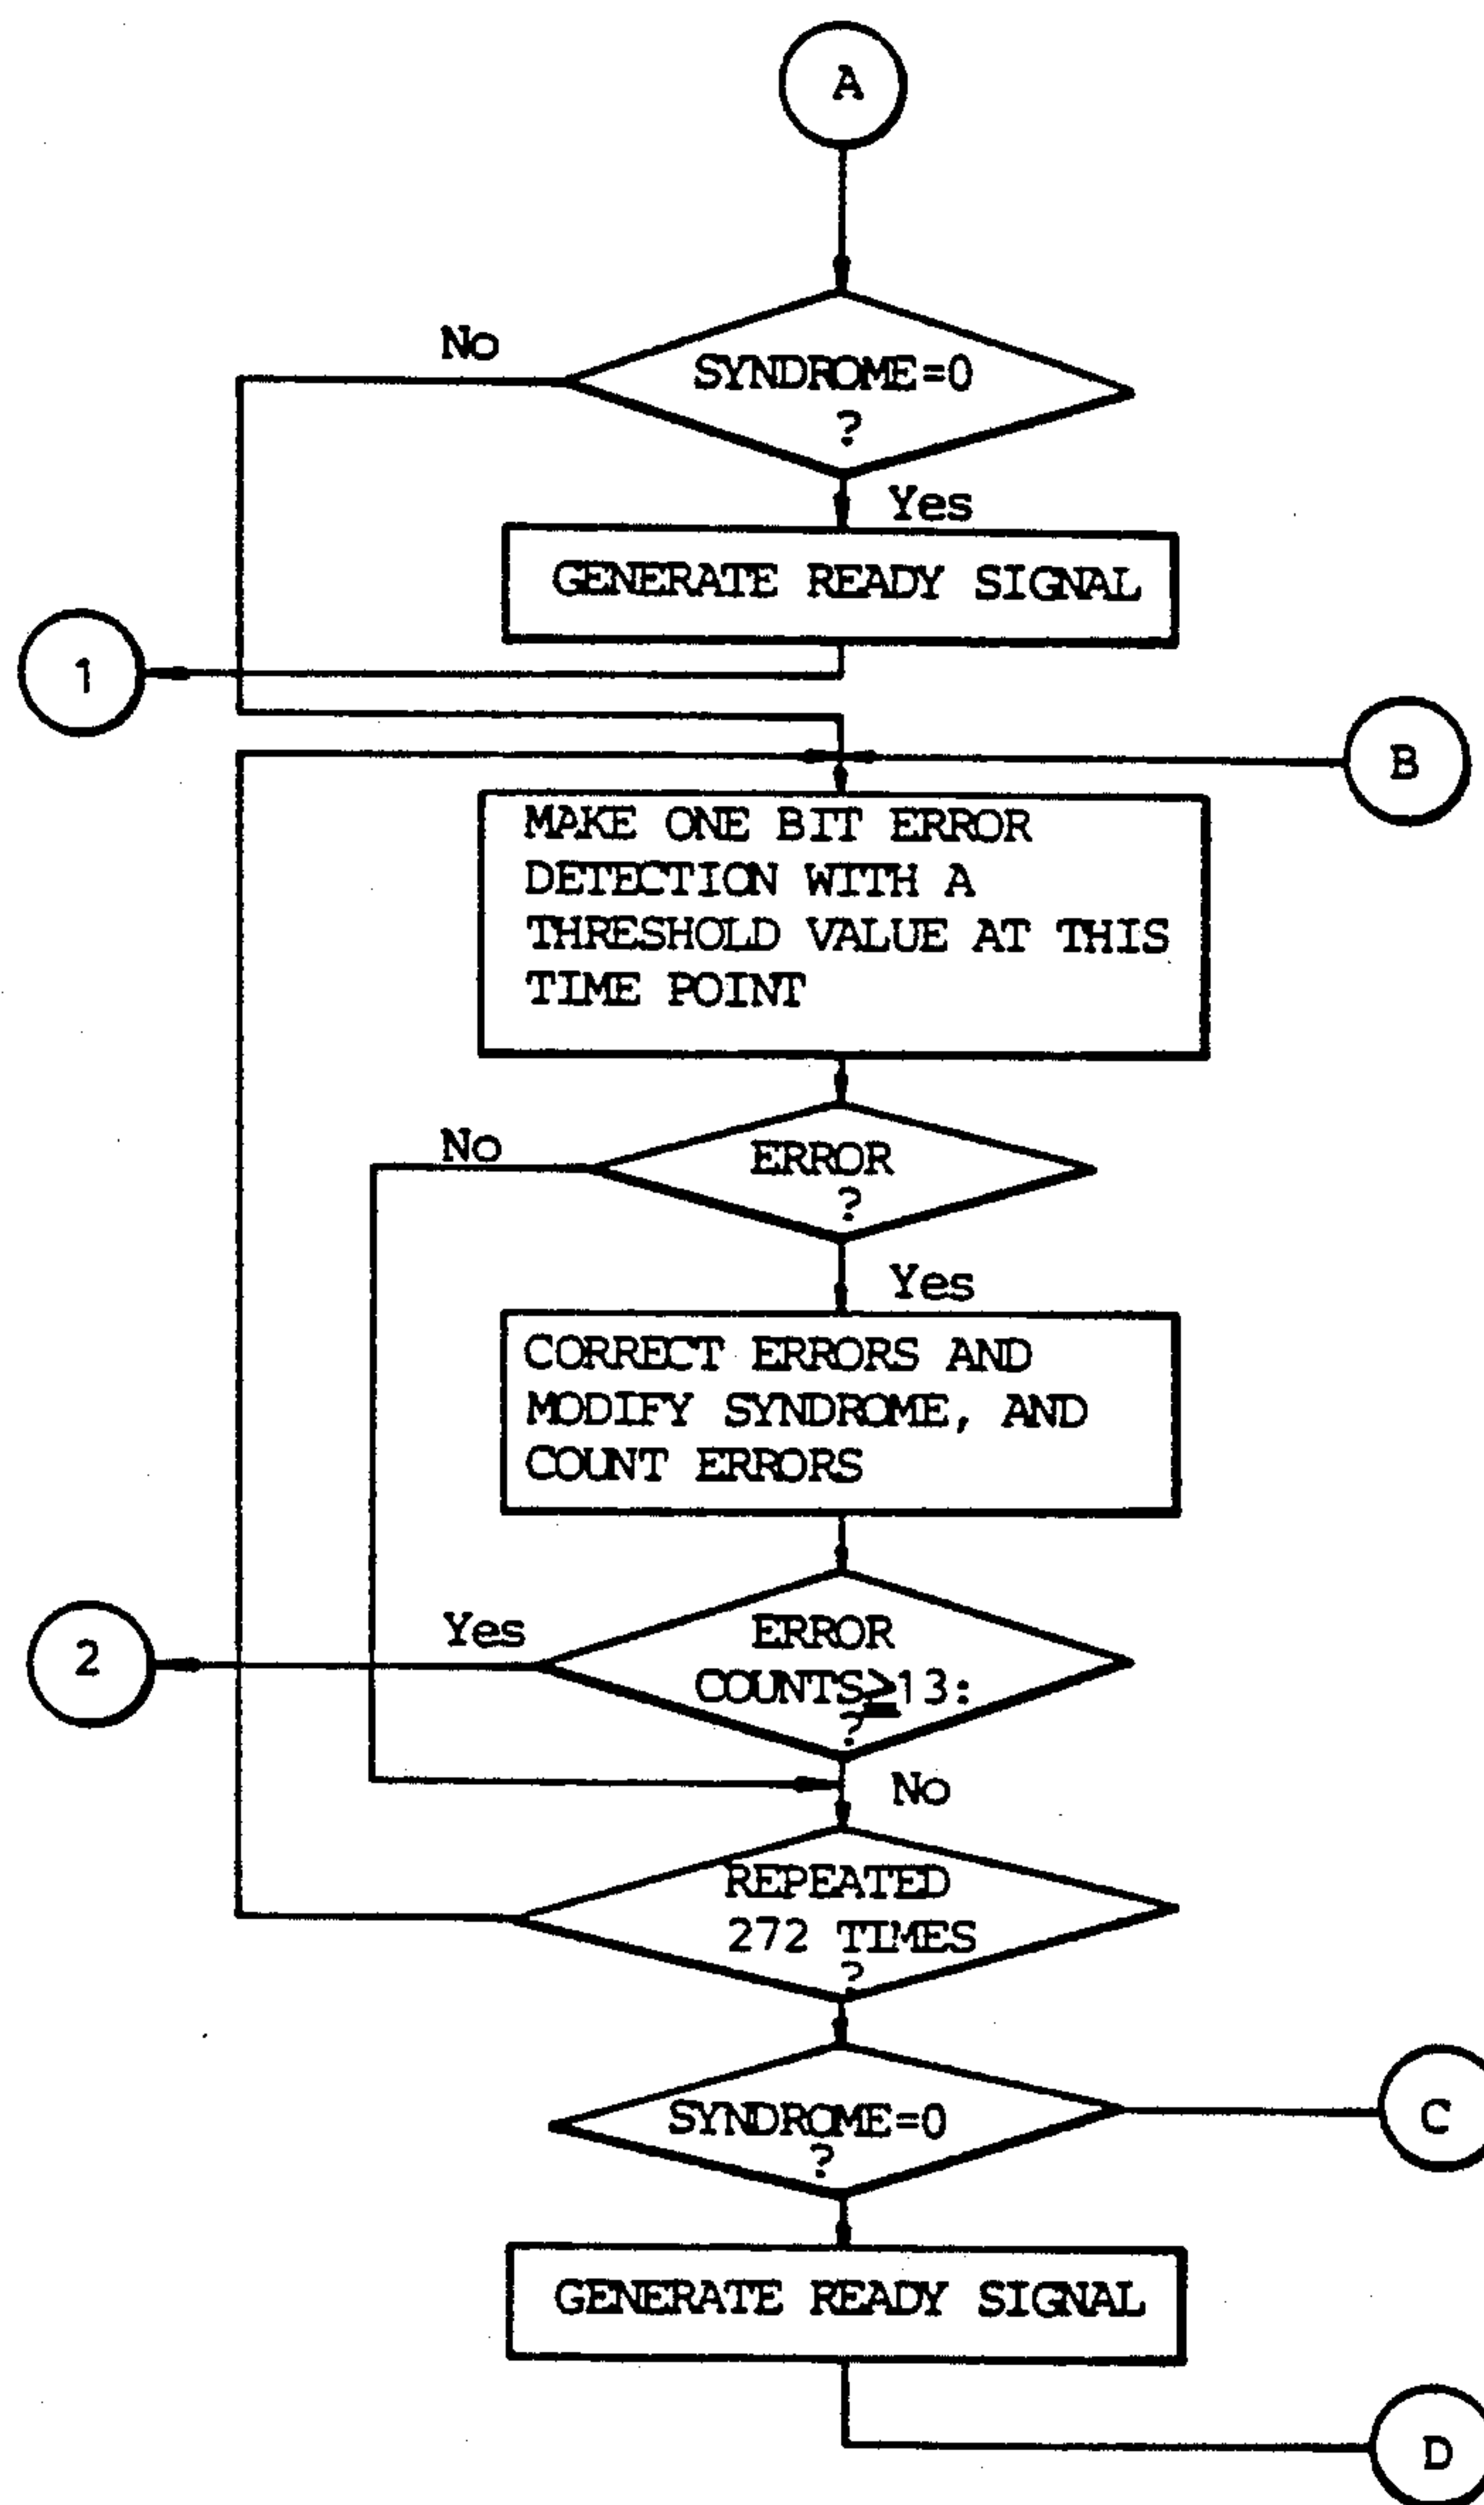 A
No
SYNDROME=0
?
Yes
GENERATE READY SIGNAL
1
B
MAKE ONE BIT ERROR
DETECTION WITH A
THRESHOLD VALUE AT THIS
TIME POINT
No
ERROR
?
Yes
CORRECT ERRORS AND
MODIFY SYNDROME, AND
COUNT ERRORS
Yes
ERROR
2
COUNTS≥13:
?
No
REPEATED
272 TIMES
?
SYNDROME=0
C
?
GENERATE READY SIGNAL
D